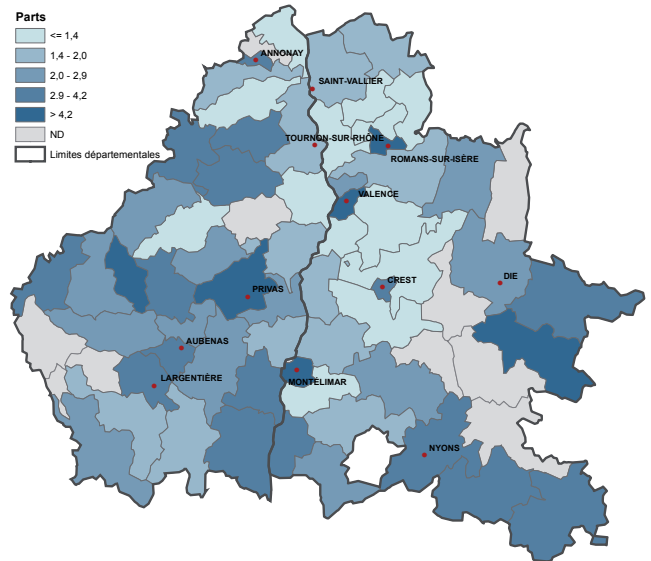 Parts
<= 1,4
1,4 - 2,0
2,0 - 2,9
2.9 - 4,2
> 4,2
ND
Limites départementales
ANNONAY
SAINT-VALLIER
TOURNON-SUR-RHÔNE
ROMANS-SUR-ISÈRE
VALENCE
DIE
CREST
PRIVAS
AUBENAS
LARGENTIÈRE
MONTÉLIMAR
NYONS